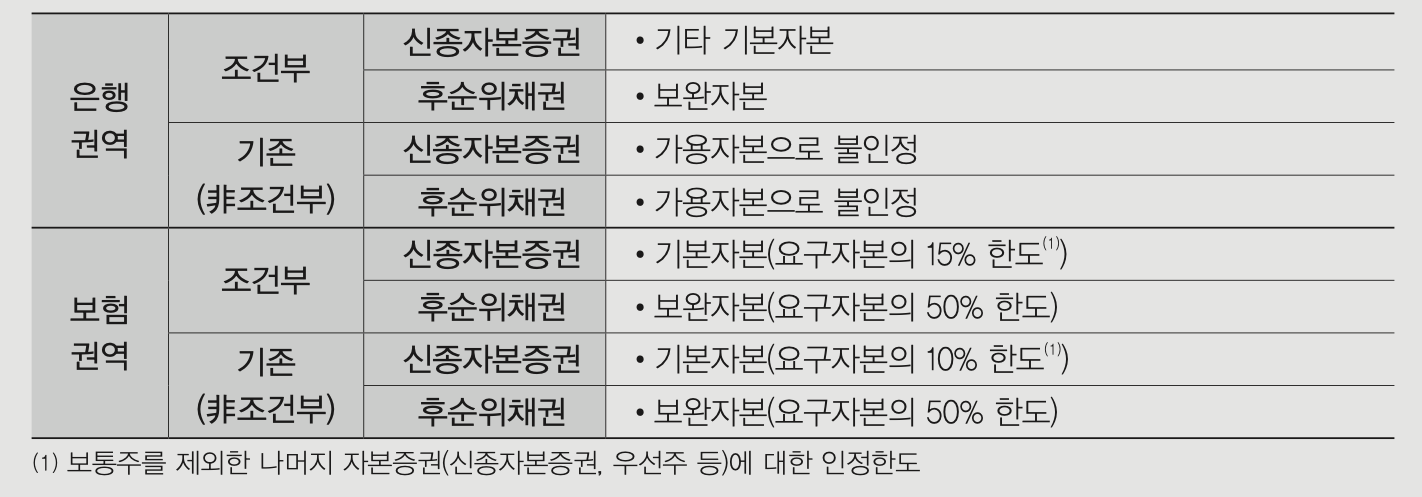 은행
권역
조건부
신종자본증권
• 기타 기본자본
후순위채권
• 보완자본
기존
(非조건부)
신종자본증권
• 가용자본으로 불인정
후순위채권
• 가용자본으로 불인정
보험
권역
조건부
신종자본증권
• 기본자본(요구자본의 15% 한도(1))
후순위채권
• 보완자본(요구자본의 50% 한도)
기존
(非조건부)
신종자본증권
• 기본자본(요구자본의 10% 한도(1))
후순위채권
• 보완자본(요구자본의 50% 한도)
(1) 보통주를 제외한 나머지 자본증권(신종자본증권, 우선주 등)에 대한 인정한도